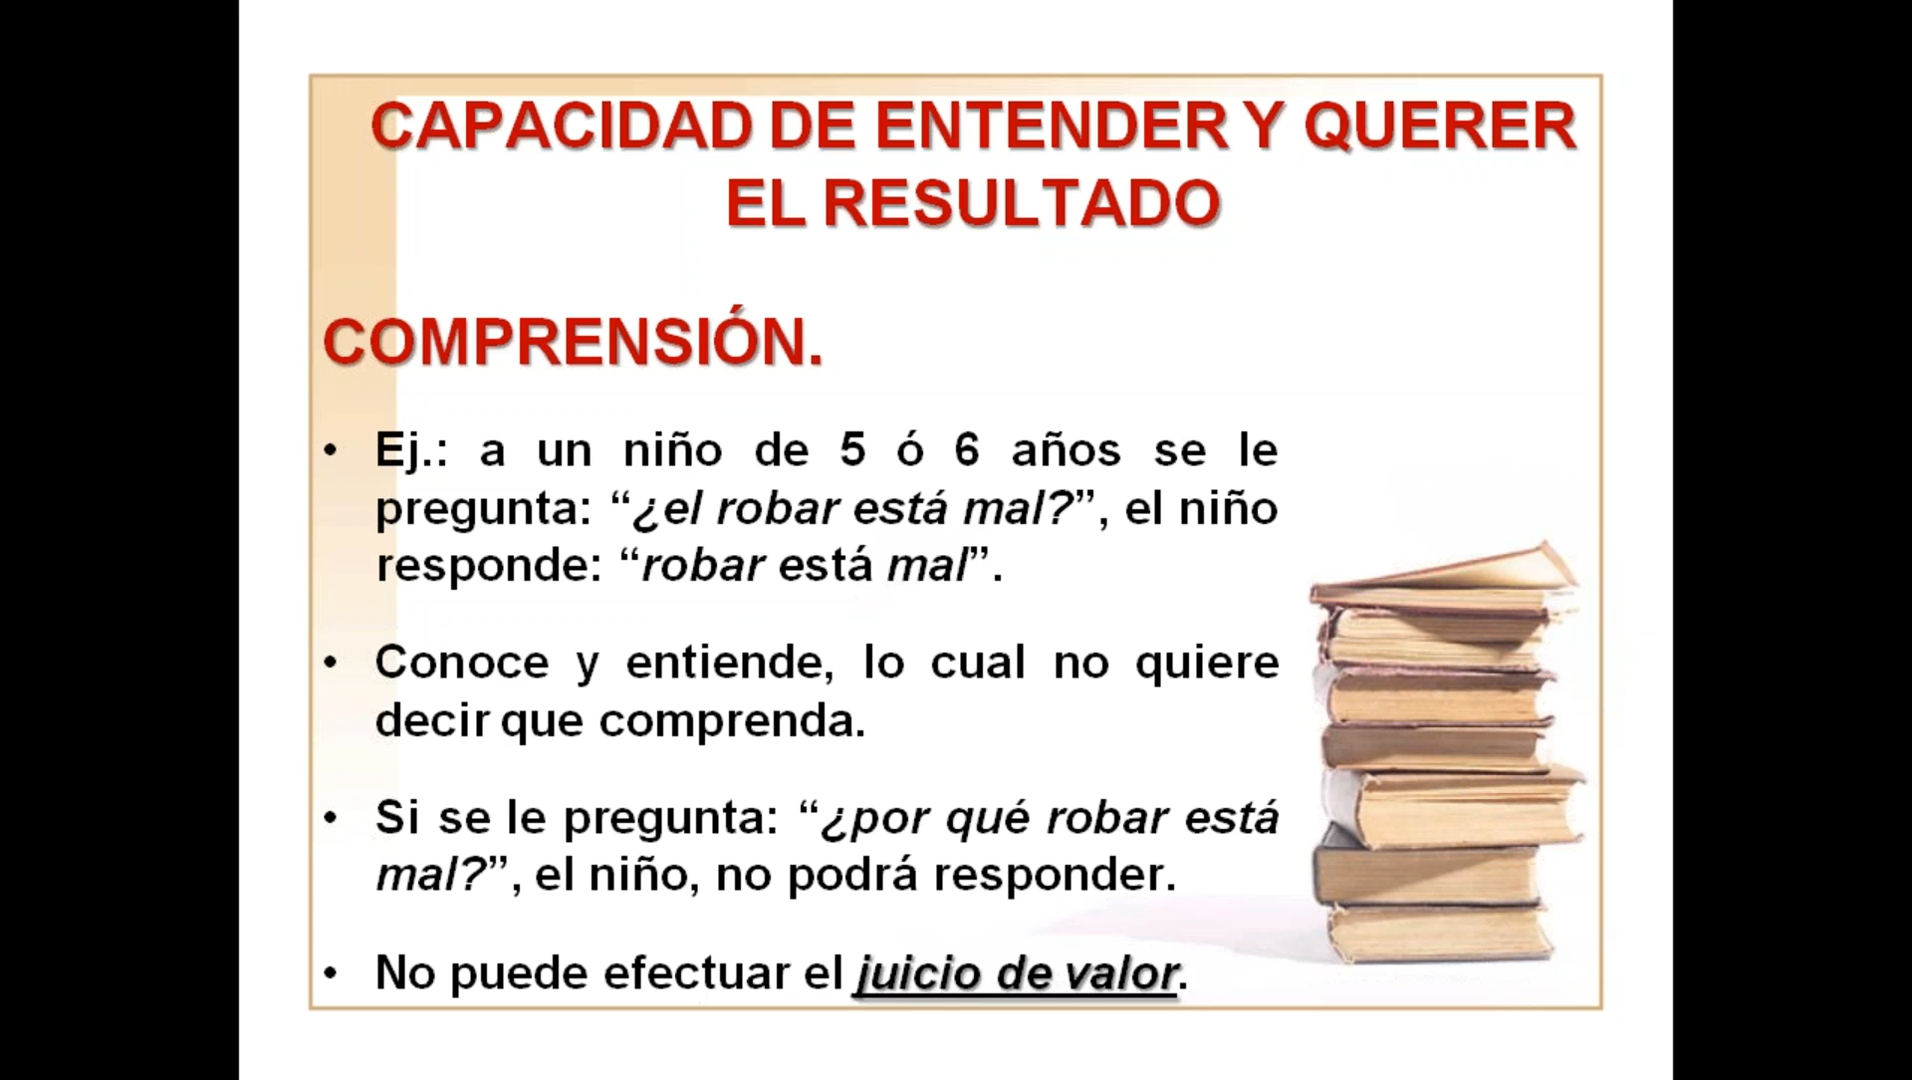 CAPACIDAD DE ENTENDER Y QUERER
EL RESULTADO
COMPRENSIÓN.
• Ej.: a un niño de 5 ó 6 años se le
pregunta: “¿el robar está mal?”, el niño
responde: “robar está mal”.
• Conoce y entiende, lo cual no quiere
decir que comprenda.
• Si se le pregunta: “¿por qué robar está
mal?”, el niño, no podrá responder.
• No puede efectuar el juicio de valor.